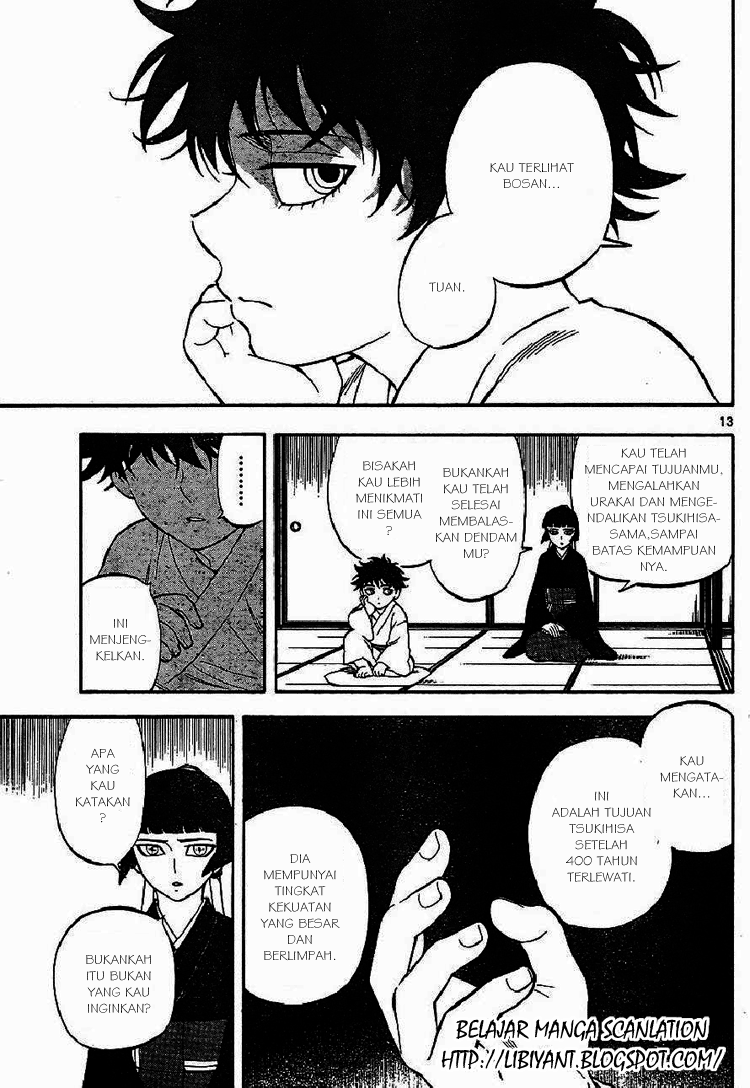 KAU TERLIHAT
BOSAN...
TUAN.
13
KAU TELAH
MENCAPAI TUJUANMU,
MENGALAHKAN
URAKAI DAN MENGE-
NDALIKAN TSUKIHISA-
SAMA,SAMPAI
BATAS KEMAMPUAN
NYA.
BUKANKAH
KAU TELAH
SELESAI
MEMBALAS-
KAN DENDAM
MU?
BISAKAH
KAU LEBIH
MENIKMATI
INI SEMUA
?
........
INI
MENJENG-
KELKAN.
KAU
MENGATA-
KAN...
INI
ADALAH TUJUAN
TSUKIHISA
SETELAH
400 TAHUN
TERLEWATI.
DIA
MEMPUNYAI
TINGKAT
KEKUATAN
YANG BESAR
DAN
BERLIMPAH.
APA
YANG
KAU
KATAKAN
?
BUKANKAH
ITU BUKAN
YANG KAU
INGINKAN?
BELAJAR MANGA SCANLATION
HTTP://LIBIYANT.BLOGSPOT.COM/